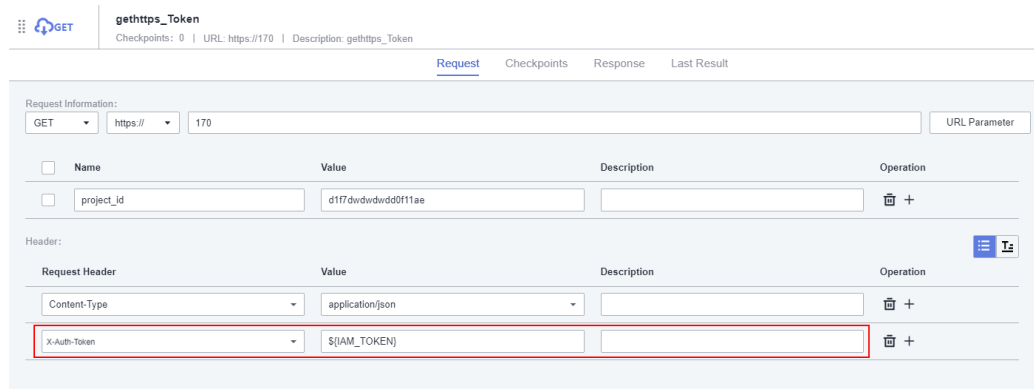 GET
gethttps_Token
Checkpoints: 0 | URL: https://170 | Description: gethttps_Token
Request Checkpoints Response Last Result
Request Information:
GET https:// 170 URL Parameter
Name Value Description Operation
project_id d1f7dwdwdwdd0f11ae
Header:
Request Header Value Description Operation
Content-Type application/json
X-Auth-Token ${IAM_TOKEN}